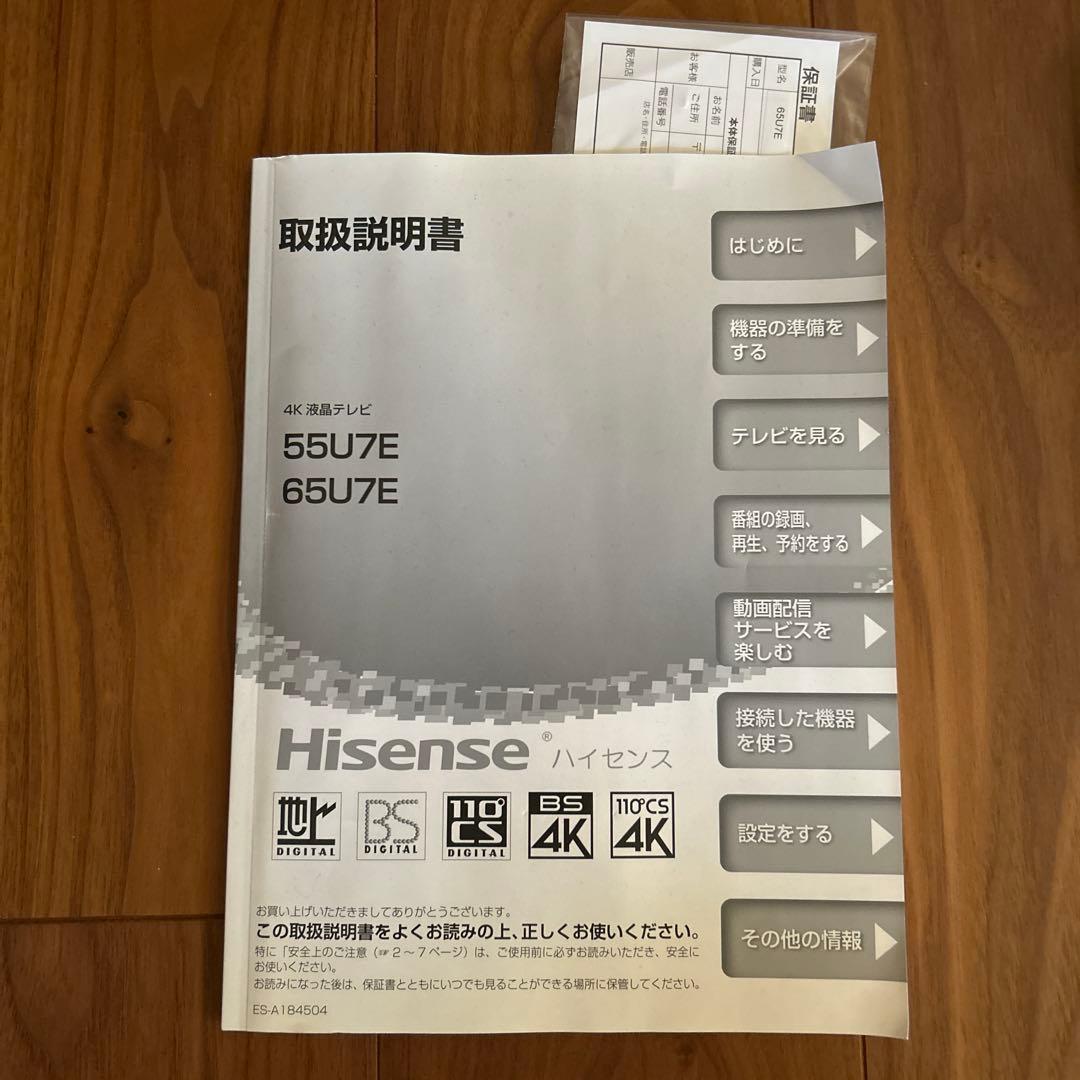 保証書
型名 65U7E
購入日
本体保証
お客様
お名前
ご住所 〒
電話番号
販売店
店名・住所・電話
取扱説明書
4K 液晶テレビ
55U7E
65U7E
Hisense® ハイセンス
地上 DIGITAL
BS DIGITAL
110° CS DIGITAL
BS 4K
110°CS 4K
お買い上げいただきましてありがとうございます。
この取扱説明書をよくお読みの上、正しくお使いください。
特に「安全上のご注意（☞ 2 〜 7 ページ）は、ご使用前に必ずお読みいただき、安全に
お使いください。
お読みになった後は、保証書とともにいつでも見ることができる場所に保管してください。
ES-A184504
はじめに
機器の準備を
する
テレビを見る
番組の録画、
再生、予約をする
動画配信
サービスを
楽しむ
接続した機器
を使う
設定をする
その他の情報